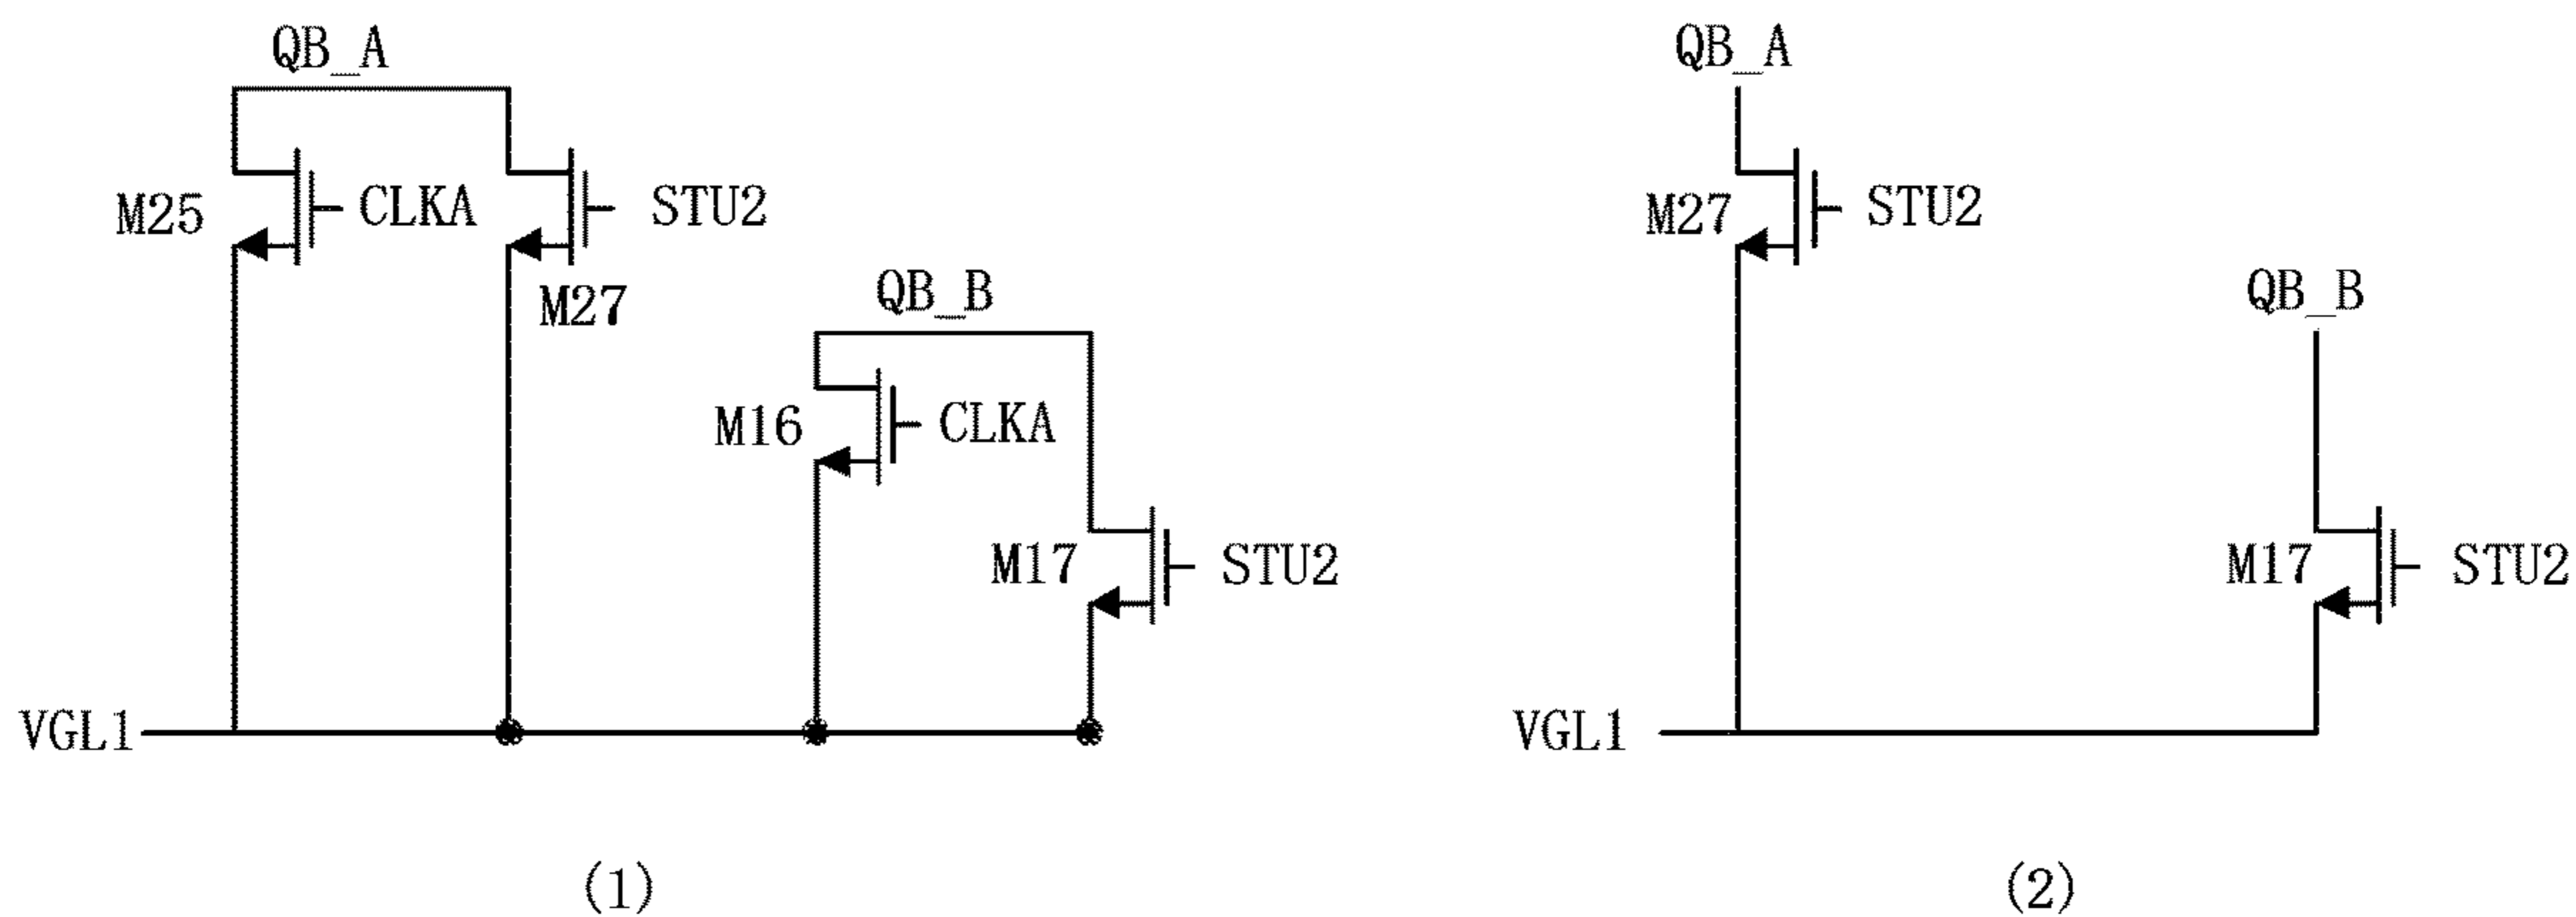 QB_A
M25
CLKA
STU2
M27
QB_B
M16
CLKA
M17
STU2
VGL1
(1)
QB_A
M27
STU2
QB_B
M17
STU2
VGL1
(2)